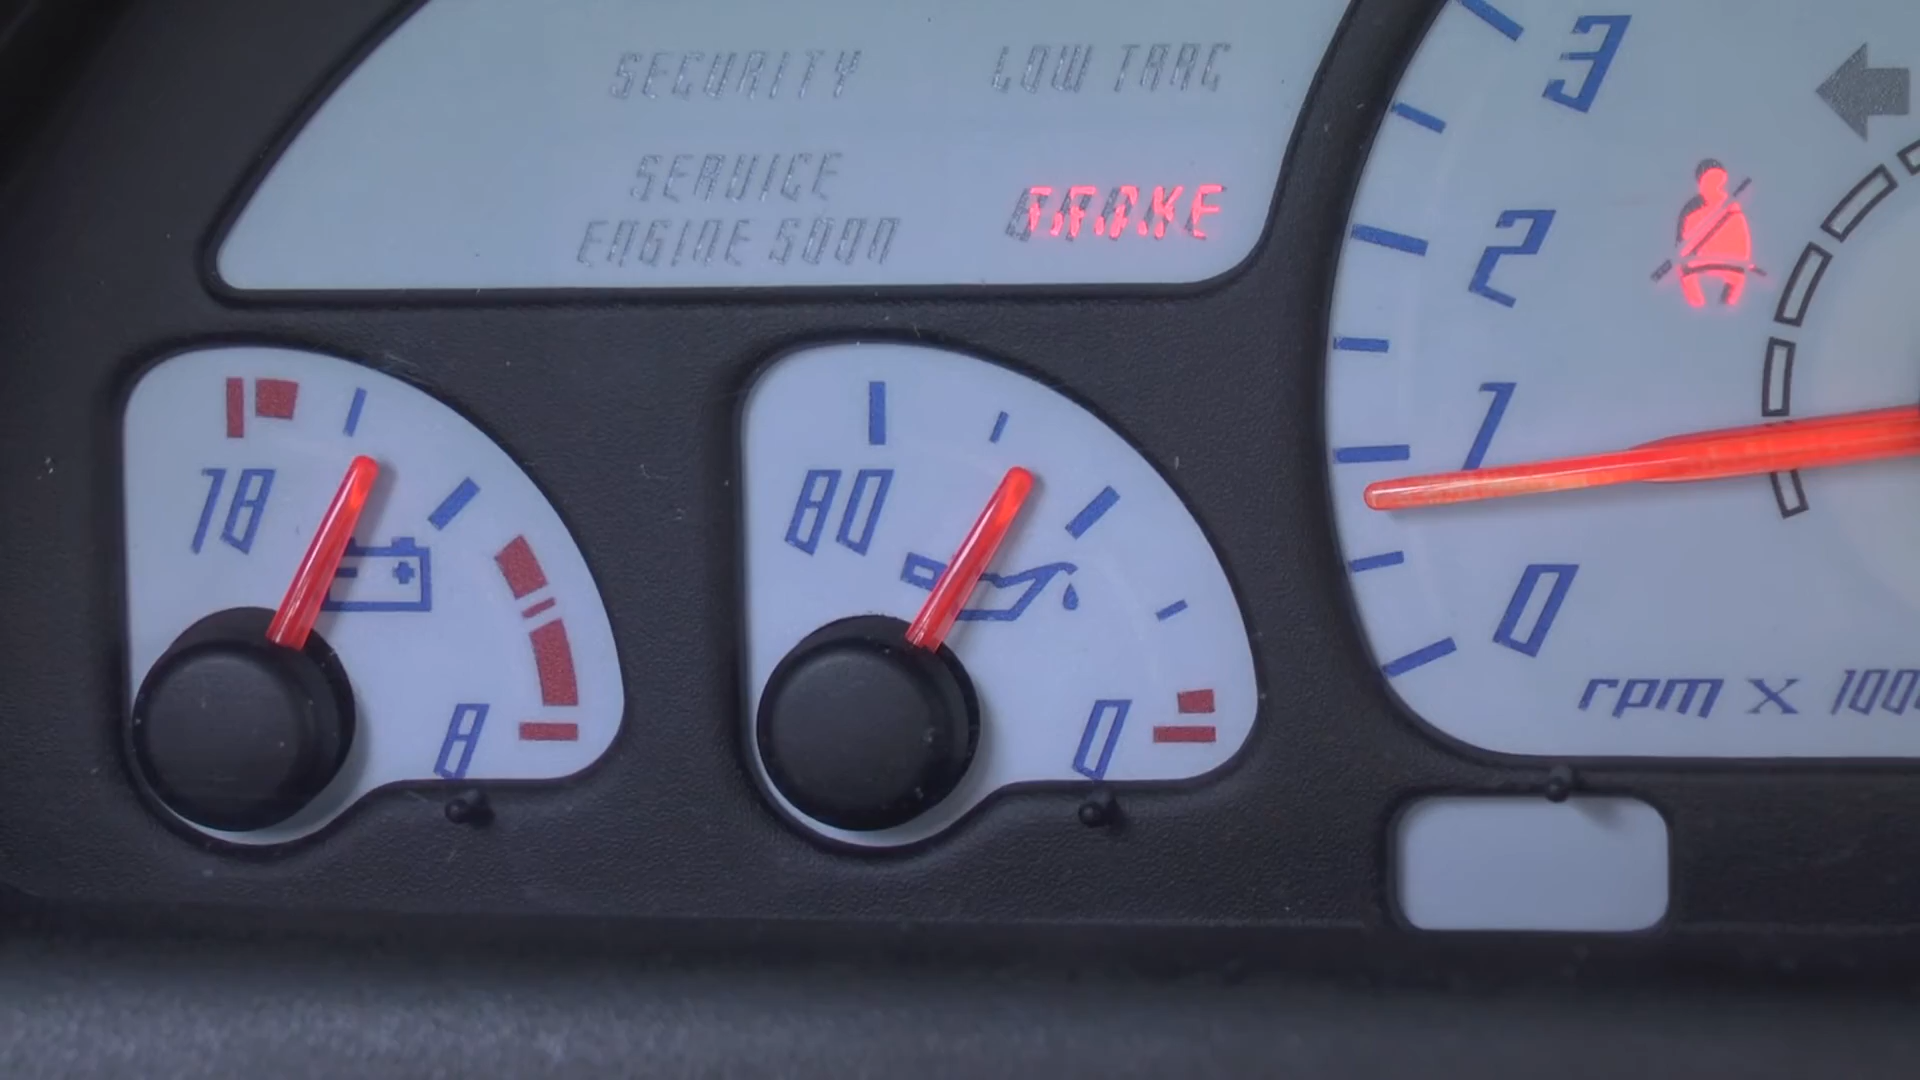 SECURITY LOW TRAC
SERVICE
ENGINE SOON BRAKE
3
2
1
0
rpm x 100
18
8
80
0